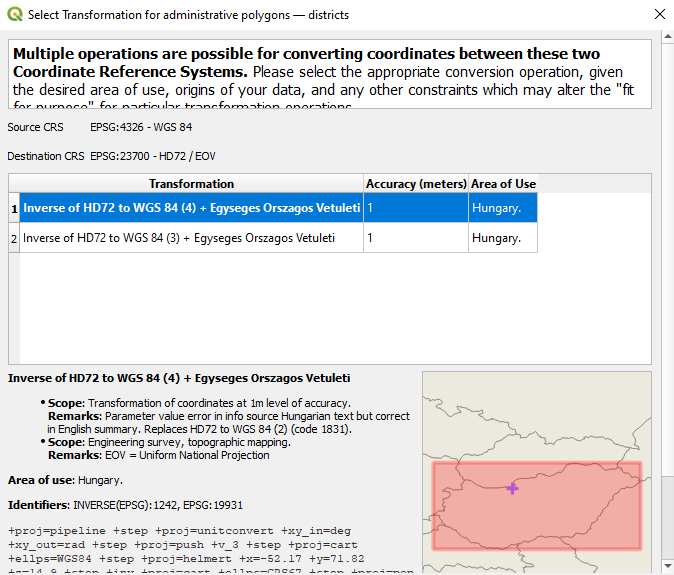 Select Transformation for administrative polygons — districts
Multiple operations are possible for converting coordinates between these two
Coordinate Reference Systems. Please select the appropriate conversion operation, given
the desired area of use, origins of your data, and any other constraints which may alter the "fit
for purpose" for particular transformation operations.
Source CRS EPSG:4326 - WGS 84
Destination CRS EPSG:23700 - HD72 / EOV
Transformation Accuracy (meters) Area of Use
1 Inverse of HD72 to WGS 84 (4) + Egyseges Orszagos Vetuleti 1 Hungary.
2 Inverse of HD72 to WGS 84 (3) + Egyseges Orszagos Vetuleti 1 Hungary.
Inverse of HD72 to WGS 84 (4) + Egyseges Orszagos Vetuleti
• Scope: Transformation of coordinates at 1m level of accuracy.
Remarks: Parameter value error in info source Hungarian text but correct
in English summary. Replaces HD72 to WGS 84 (2) (code 1831).
• Scope: Engineering survey, topographic mapping.
Remarks: EOV = Uniform National Projection
Area of use: Hungary.
Identifiers: INVERSE(EPSG):1242, EPSG:19931
+proj=pipeline +step +proj=unitconvert +xy_in=deg
+xy_out=rad +step +proj=push +v_3 +step +proj=cart
+ellps=WGS84 +step +proj=helmert +x=-52.17 +y=71.82
+z=14.9 +step +inv +proj=cart +ellps=GRS67 +step +proj=pop